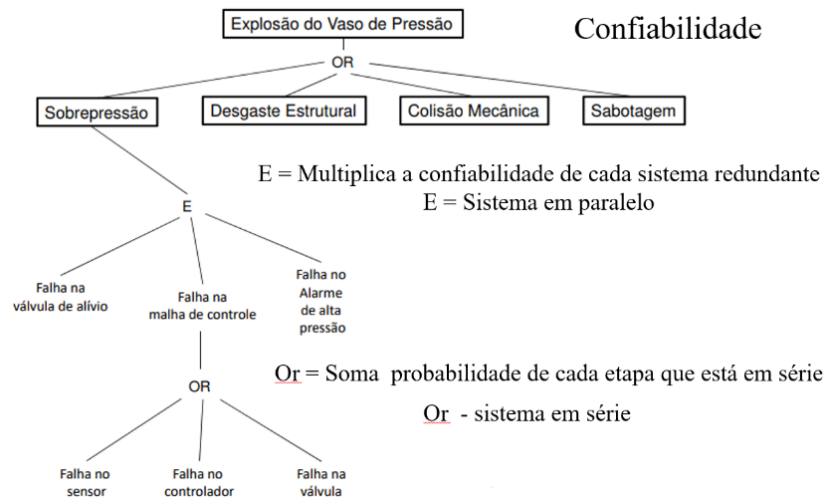 Explosão do Vaso de Pressão
Confiabilidade
OR
Sobrepressão
Desgaste Estrutural
Colisão Mecânica
Sabotagem
E = Multiplica a confiabilidade de cada sistema redundante
E = Sistema em paralelo
E
Falha na
válvula de alívio
Falha na
malha de controle
Falha no
Alarme
de alta
pressão
Or = Soma  probabilidade de cada etapa que está em série
Or  - sistema em série
OR
Falha no
sensor
Falha no
controlador
Falha na
válvula